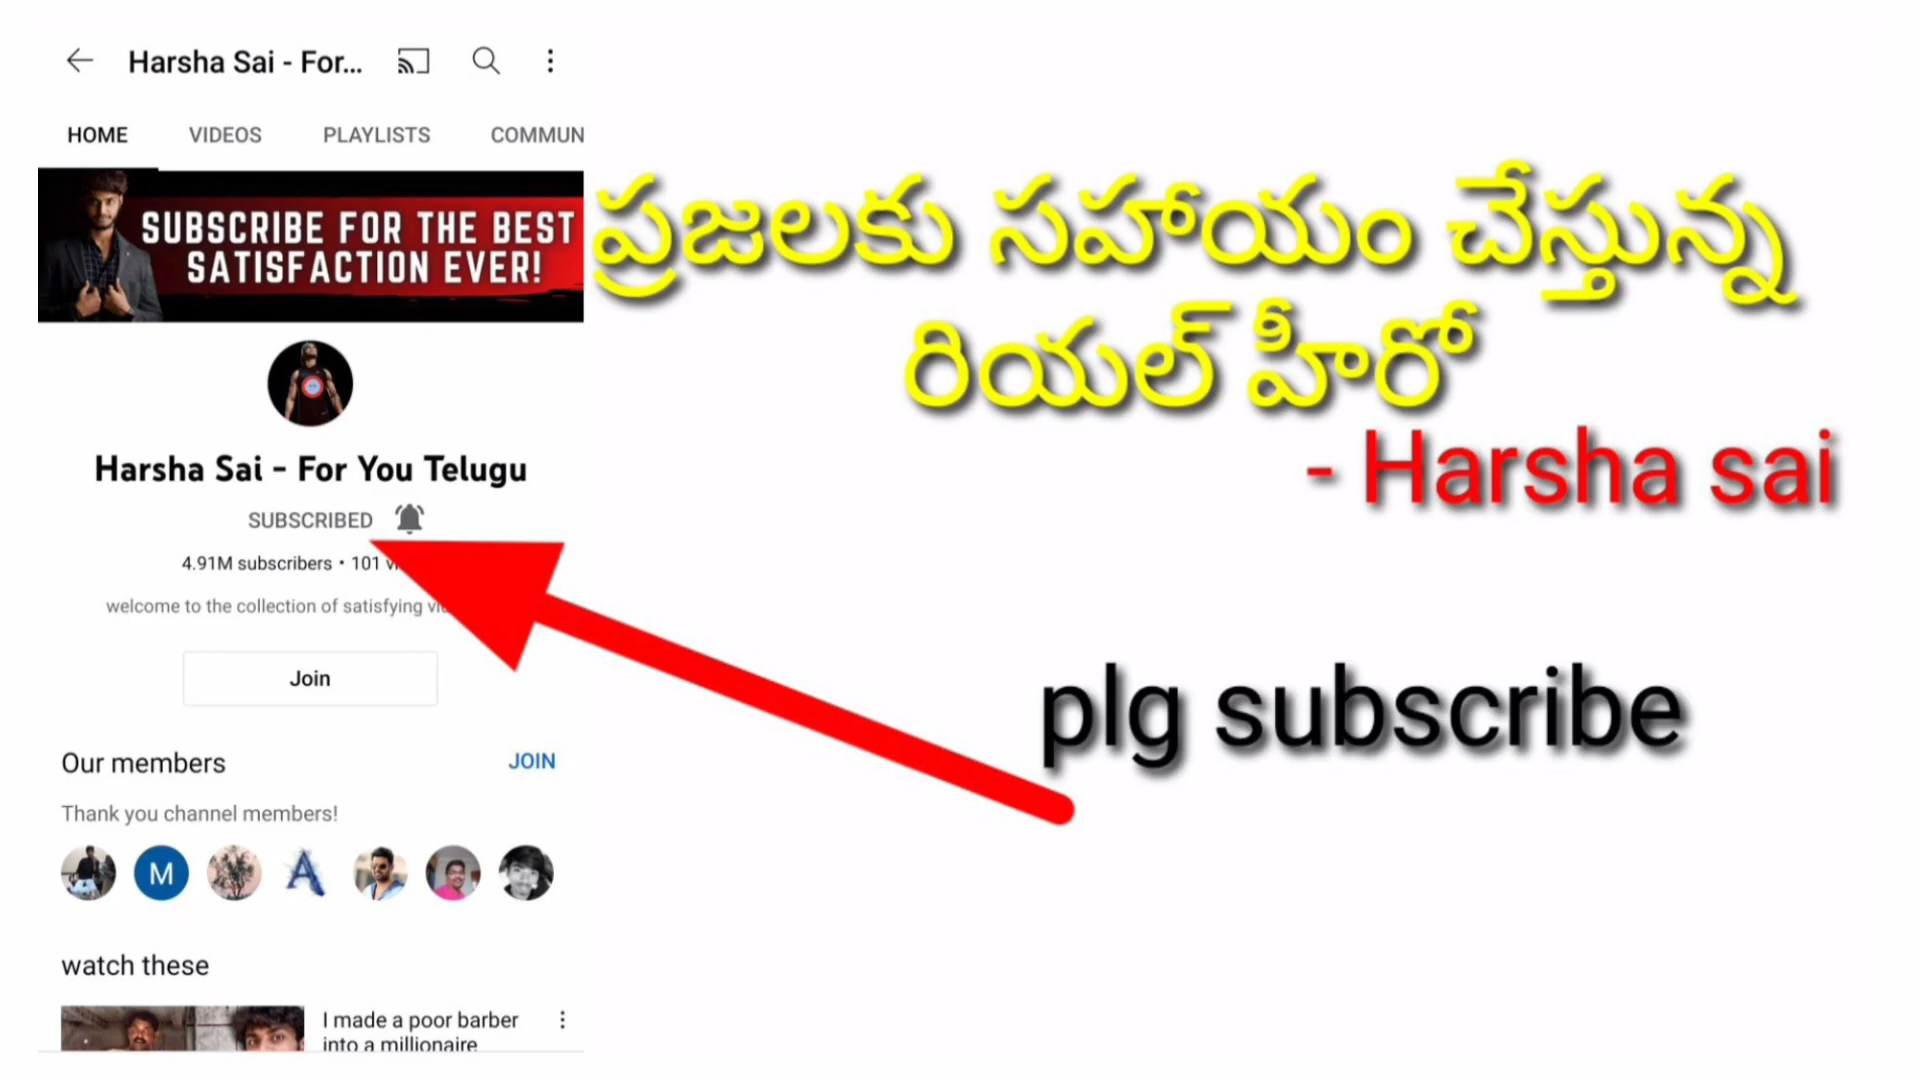 Harsha Sai - For...
HOME VIDEOS PLAYLISTS COMMUN
SUBSCRIBE FOR THE BEST
SATISFACTION EVER!
Harsha Sai - For You Telugu
SUBSCRIBED
4.91M subscribers • 101
welcome to the collection of satisfying
Join
Our members JOIN
Thank you channel members!
M
A
watch these
I made a poor barber
into a millionaire
ప్రజలకు సహాయం చేస్తున్న
రియల్ హీరో
- Harsha sai
plg subscribe